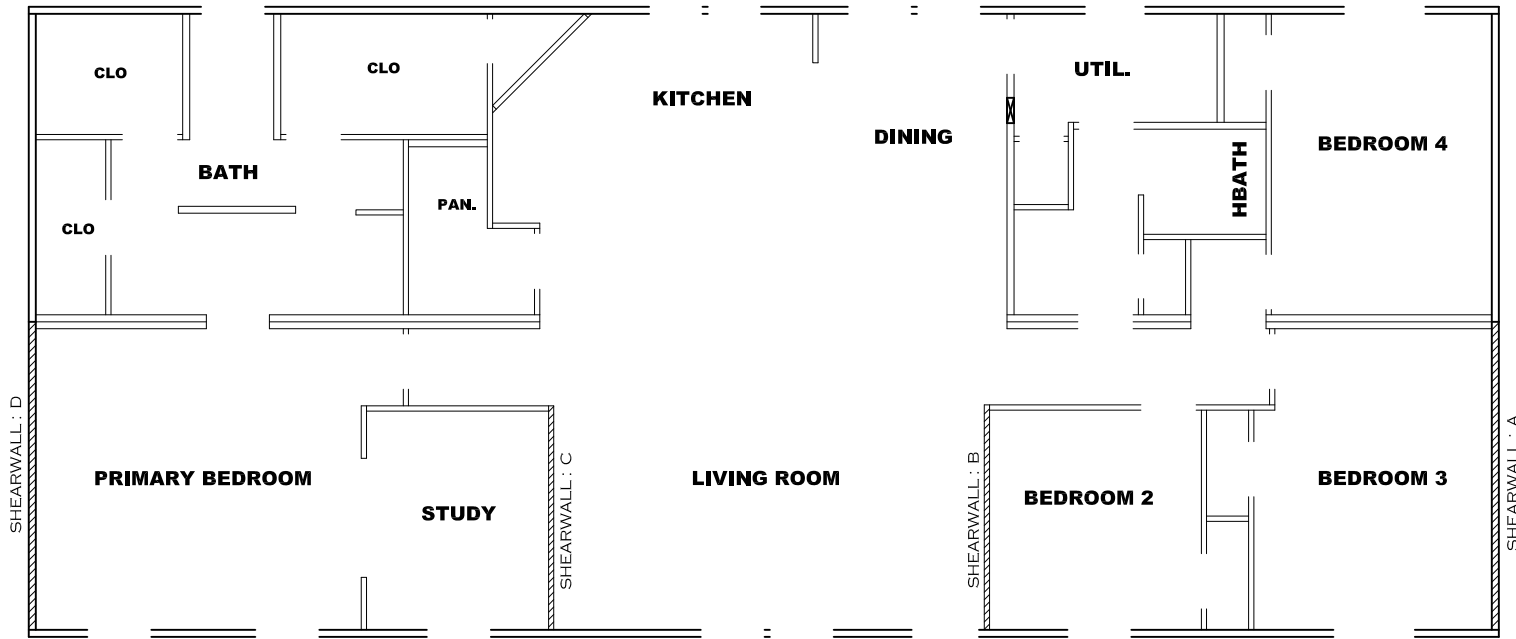 CLO
CLO
UTIL.
KITCHEN
DINING
BEDROOM 4
BATH
HBATH
PAN.
CLO
SHEARWALL : D
PRIMARY BEDROOM
STUDY
SHEARWALL : C
LIVING ROOM
SHEARWALL : B
BEDROOM 2
BEDROOM 3
SHEARWALL : A